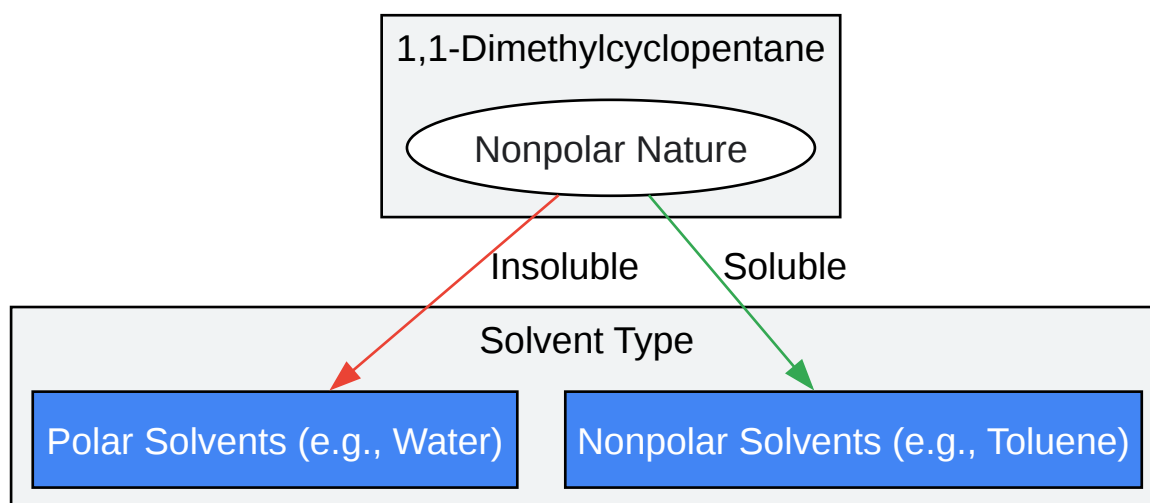 1,1-Dimethylcyclopentane
Nonpolar Nature
Insoluble
Soluble
Solvent Type
Polar Solvents (e.g., Water)
Nonpolar Solvents (e.g., Toluene)